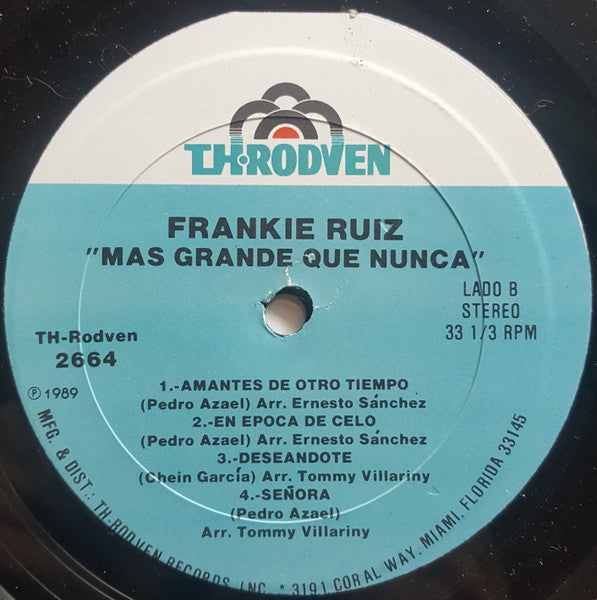 TH-RODVEN
FRANKIE RUIZ
"MAS GRANDE QUE NUNCA"
LADO B
STEREO
33 1/3 RPM
TH-Rodven
2664
℗ 1989
1.-AMANTES DE OTRO TIEMPO
(Pedro Azael) Arr. Ernesto Sánchez
2.-EN EPOCA DE CELO
(Pedro Azael) Arr. Ernesto Sánchez
3.-DESEANDOTE
(Chein García) Arr. Tommy Villariny
4.-SEÑORA
(Pedro Azael)
Arr. Tommy Villariny
MFG. & DIST.: TH-RODVEN RECORDS, INC. * 3191 CORAL WAY, MIAMI, FLORIDA 33145